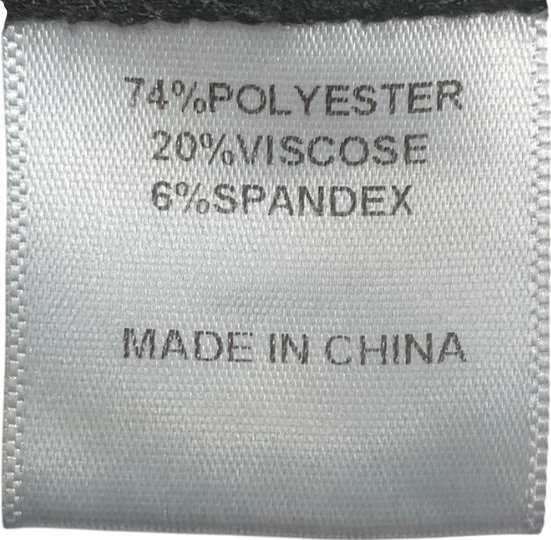 74%POLYESTER
20%VISCOSE
6%SPANDEX
MADE IN CHINA